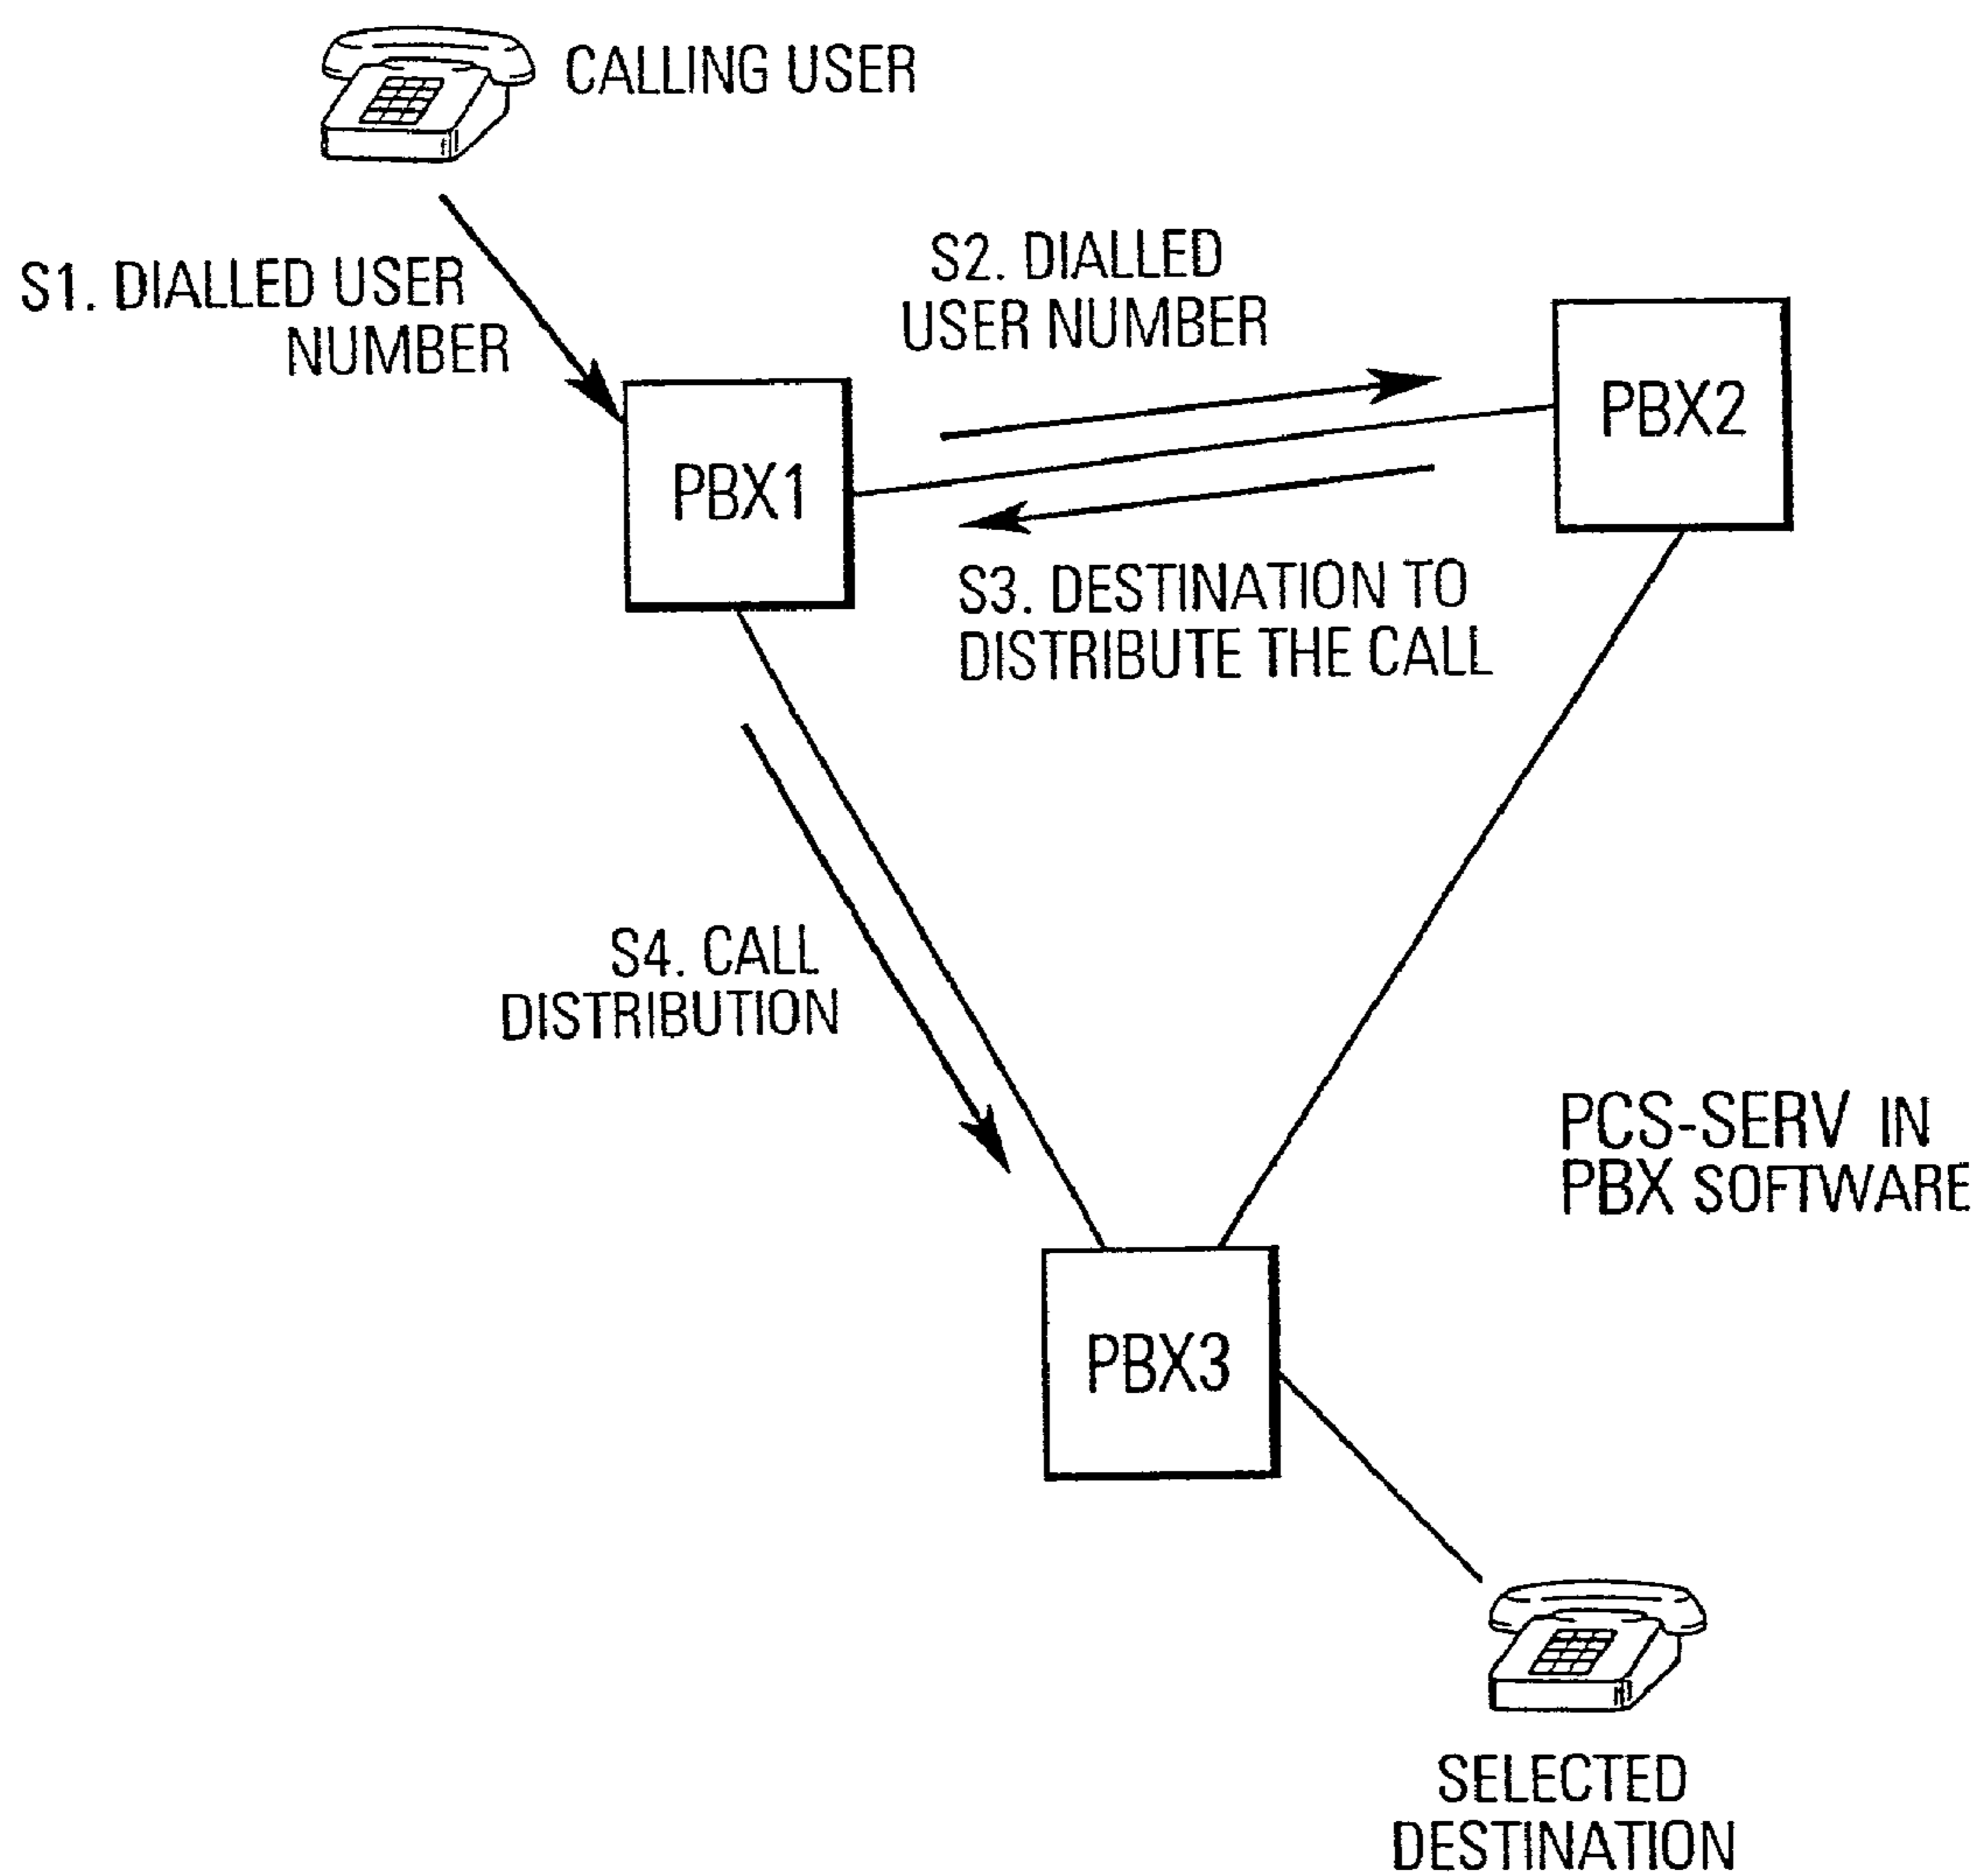 CALLING USER
S1. DIALLED USER
NUMBER
S2. DIALLED
USER NUMBER
PBX1
PBX2
S3. DESTINATION TO
DISTRIBUTE THE CALL
S4. CALL
DISTRIBUTION
PCS-SERV IN
PBX SOFTWARE
PBX3
SELECTED
DESTINATION